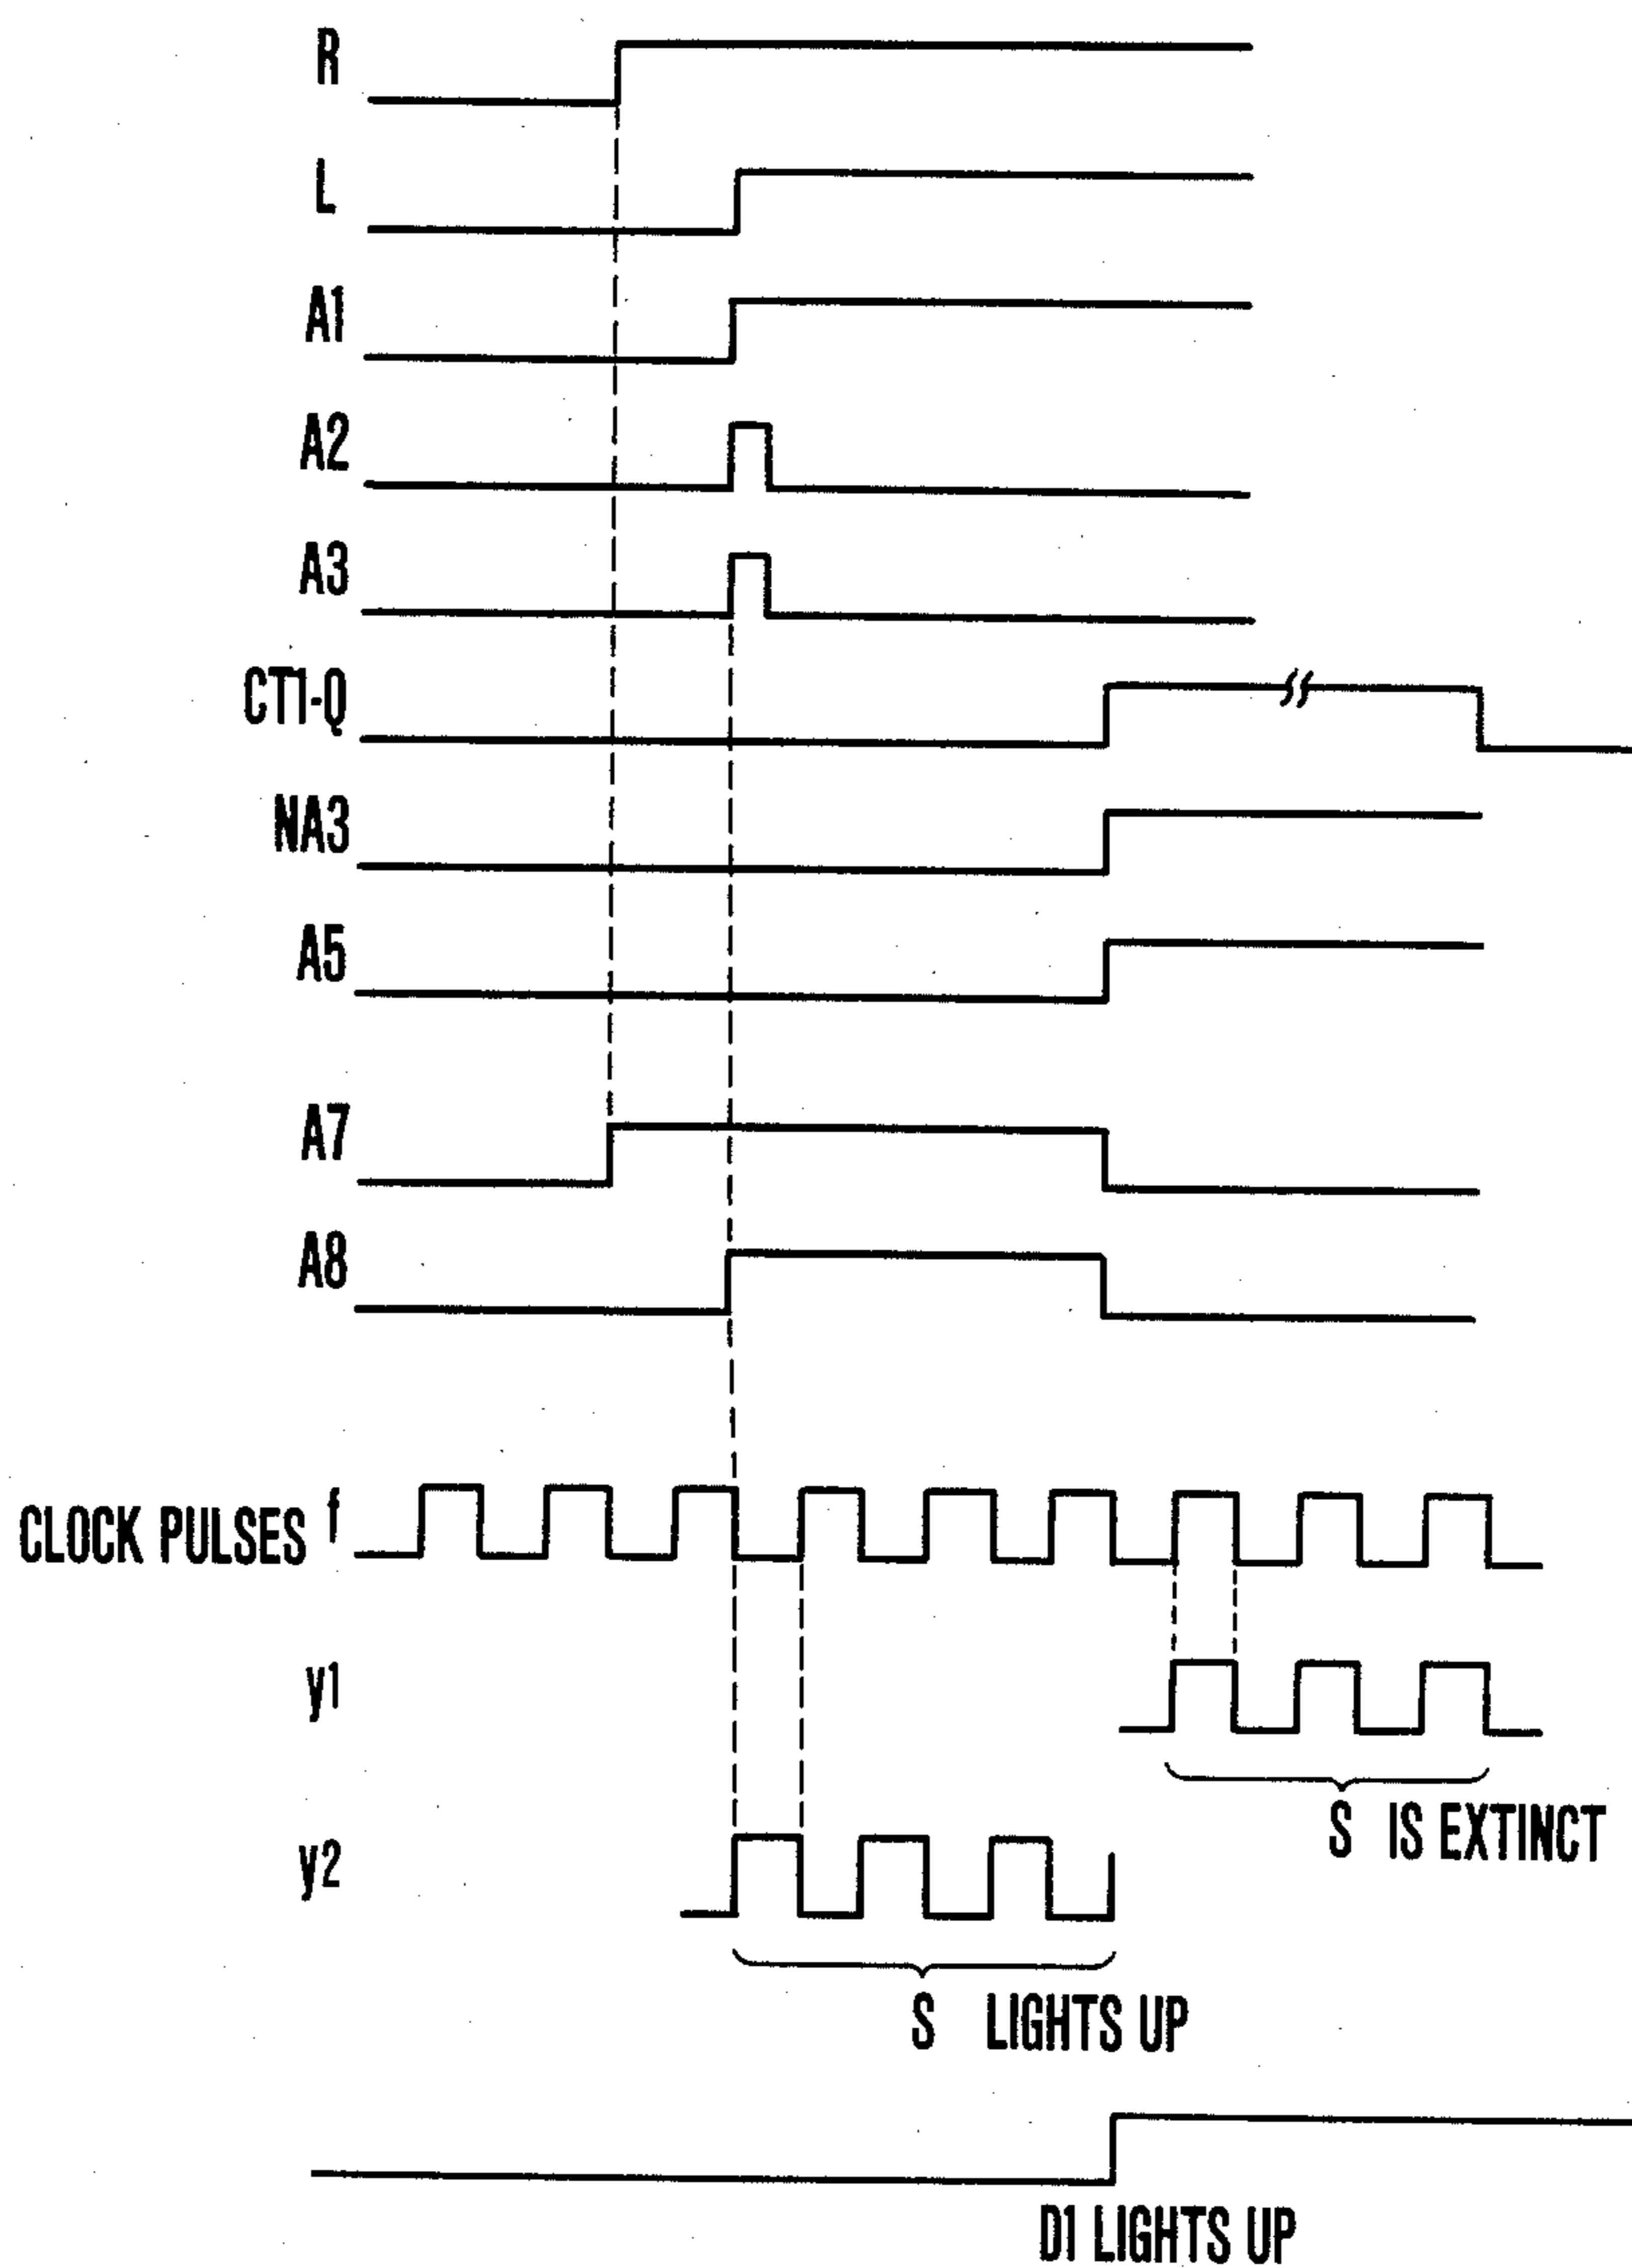 R
L
A1
A2
A3
CT1-Q
NA3
A5
A7
A8
CLOCK PULSES f
y1
S IS EXTINCT
y2
S LIGHTS UP
D1 LIGHTS UP